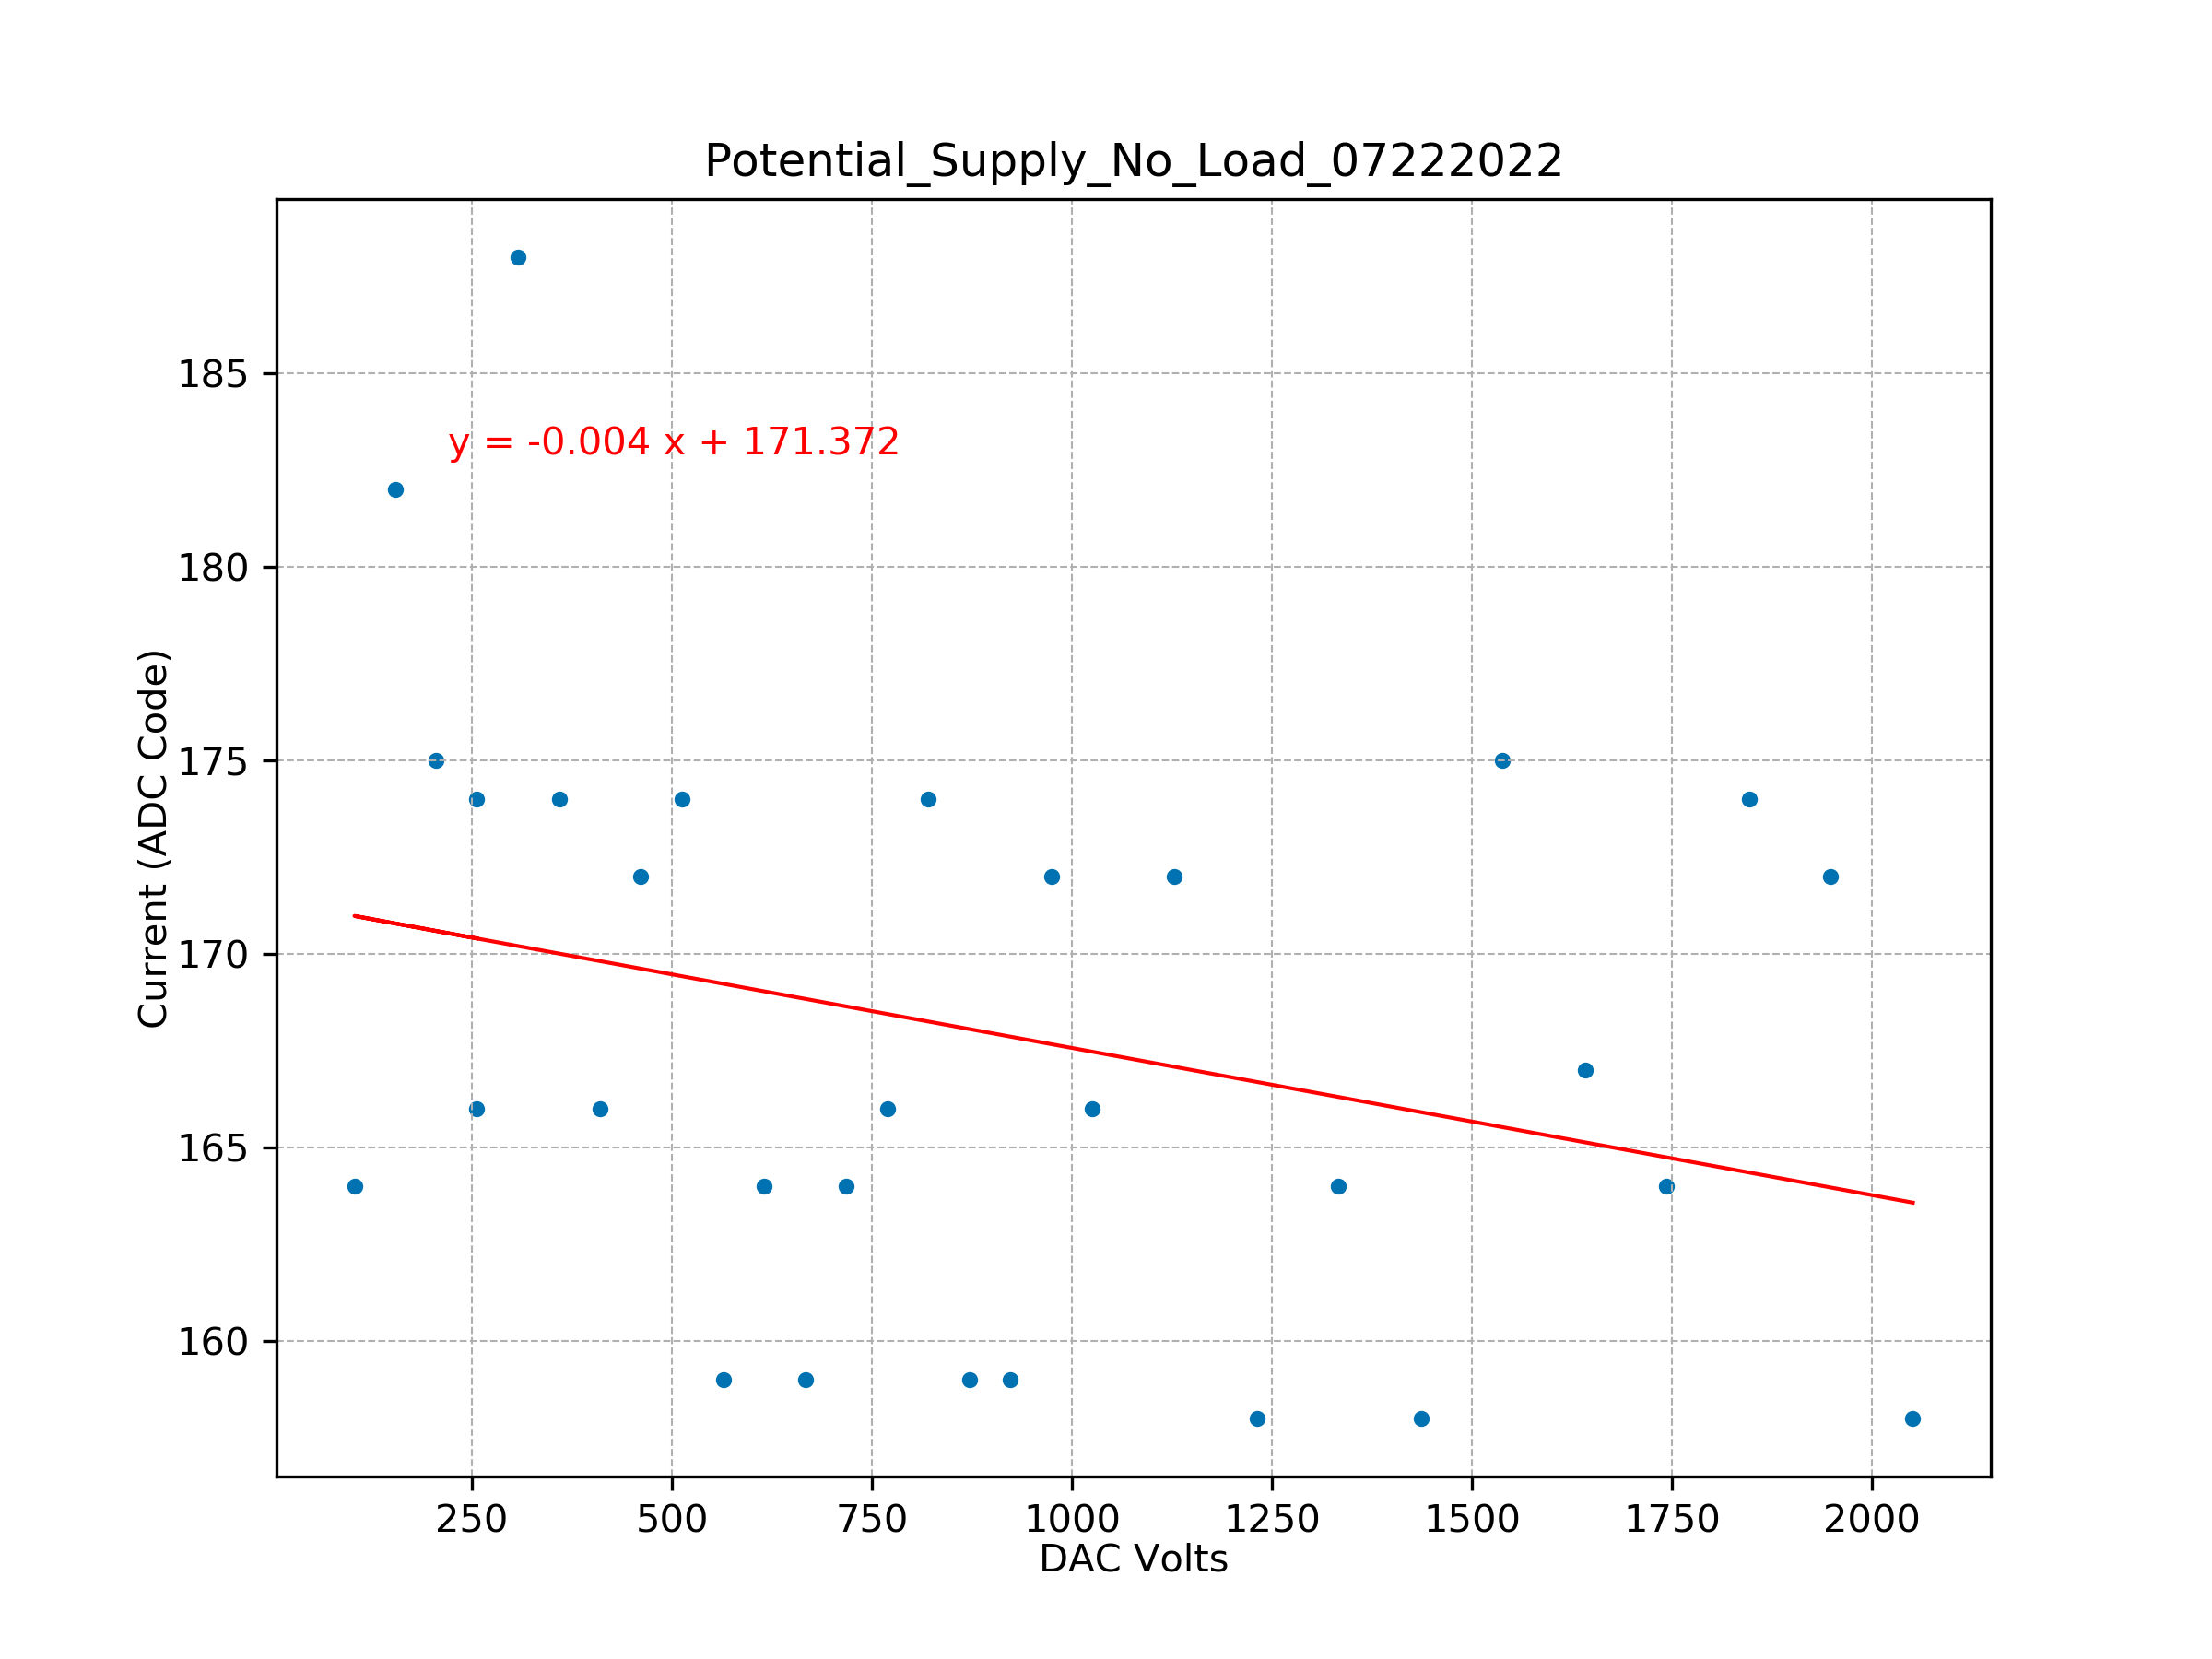 Potential_Supply_No_Load_07222022
185
y = -0.004 x + 171.372
180
175
170
165
160
Current (ADC Code)
250 500 750 1000 1250 1500 1750 2000
DAC Volts